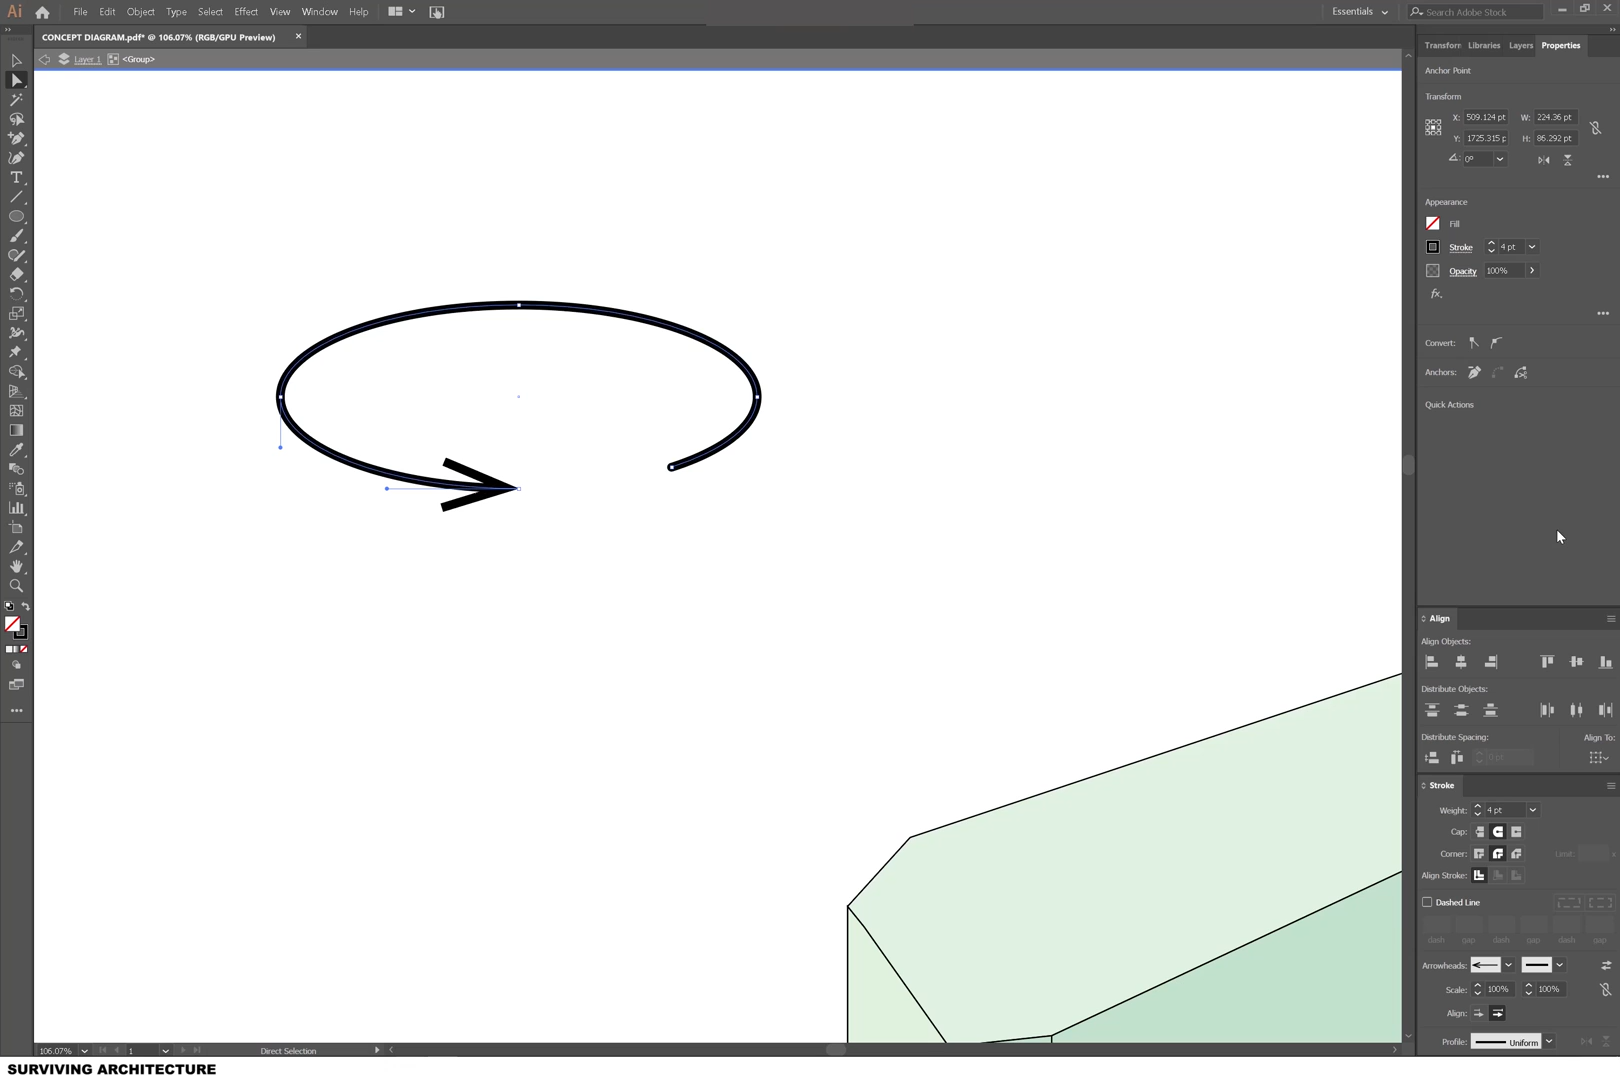 Ai File Edit Object Type Select Effect View Window Help Essentials Search Adobe Stock
CONCEPT DIAGRAM.pdf* @ 106.07% (RGB/GPU Preview) ×
Layer 1 <Group>
Transform Libraries Layers Properties
Anchor Point
Transform
X: 509.124 pt W: 224.36 pt
Y: 1725.315 p H: 86.292 pt
0°
Appearance
Fill
Stroke 4 pt
Opacity 100%
fx.
Convert:
Anchors:
Quick Actions
Align
Align Objects:
Distribute Objects:
Distribute Spacing: Align To:
0 pt
Stroke
Weight: 4 pt
Cap:
Corner: Limit: x
Align Stroke:
Dashed Line
dash gap dash gap dash gap
Arrowheads:
Scale: 100% 100%
Align:
Profile: Uniform
106.07% 1 Direct Selection
SURVIVING ARCHITECTURE